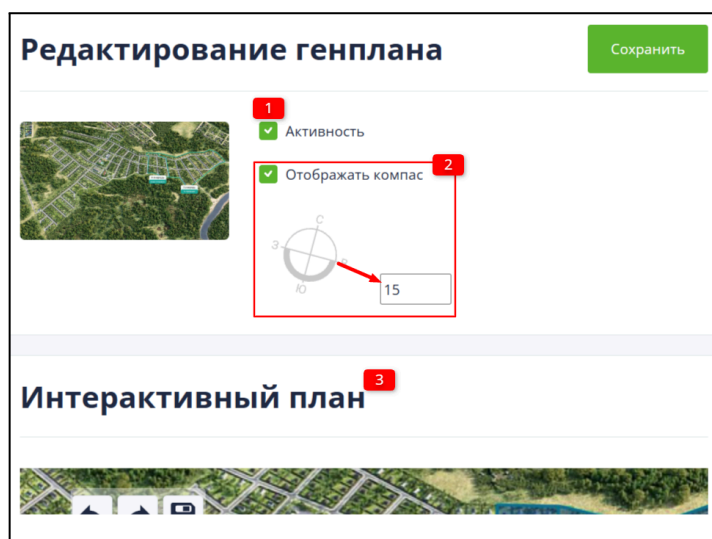 Редактирование генплана
Сохранить
1
Активность
2
Отображать компас
С
З
Ю
15
3
Интерактивный план